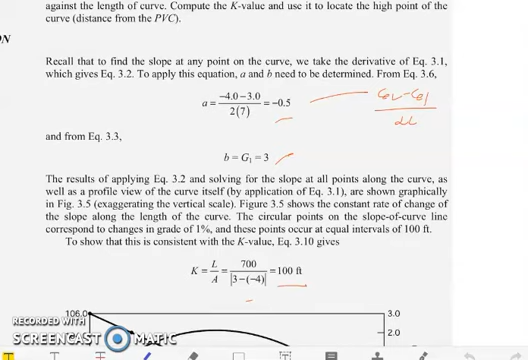 against the length of curve. Compute the K-value and use it to locate the high point of the
curve (distance from the PVC).
ON
Recall that to find the slope at any point on the curve, we take the derivative of Eq. 3.1,
which gives Eq. 3.2. To apply this equation, a and b need to be determined. From Eq. 3.6,
a = −4.0 − 3.0 / 2(7) = −0.5
and from Eq. 3.3,
b = G₁ = 3
The results of applying Eq. 3.2 and solving for the slope at all points along the curve, as
well as a profile view of the curve itself (by application of Eq. 3.1), are shown graphically
in Fig. 3.5 (exaggerating the vertical scale). Figure 3.5 shows the constant rate of change of
the slope along the length of the curve. The circular points on the slope-of-curve line
correspond to changes in grade of 1%, and these points occur at equal intervals of 100 ft.
To show that this is consistent with the K-value, Eq. 3.10 gives
K = L / A = 700 / |3 − (−4)| = 100 ft
106.0 3.0
2.0
RECORDED WITH
SCREENCAST MATIC